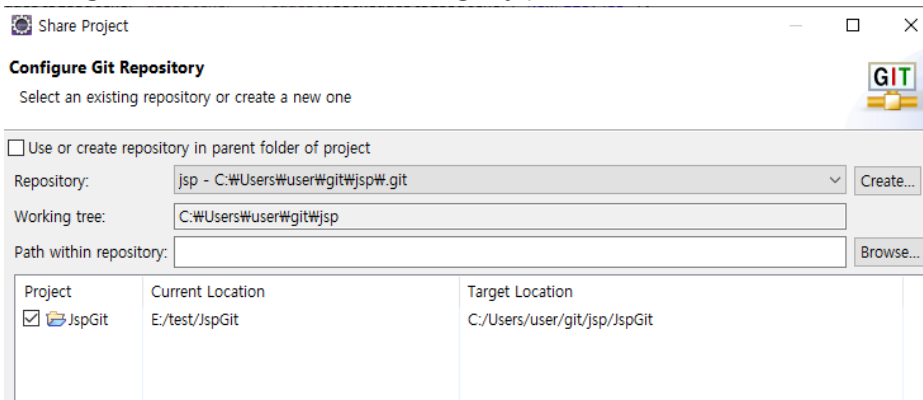 Share Project
Configure Git Repository
Select an existing repository or create a new one
GIT
Use or create repository in parent folder of project
Repository: jsp - C:₩Users₩user₩git₩jsp₩.git Create...
Working tree: C:₩Users₩user₩git₩jsp
Path within repository: Browse...
Project Current Location Target Location
JspGit E:/test/JspGit C:/Users/user/git/jsp/JspGit